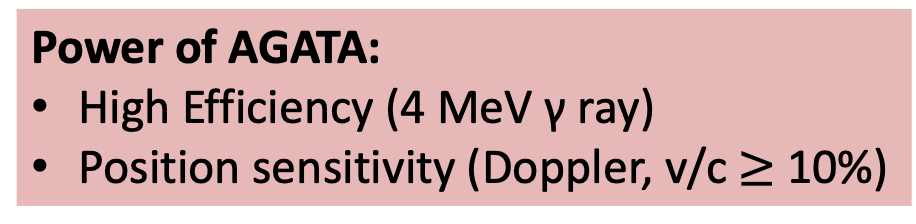 Power of AGATA:
• High Efficiency (4 MeV γ ray)
• Position sensitivity (Doppler, v/c ≥ 10%)